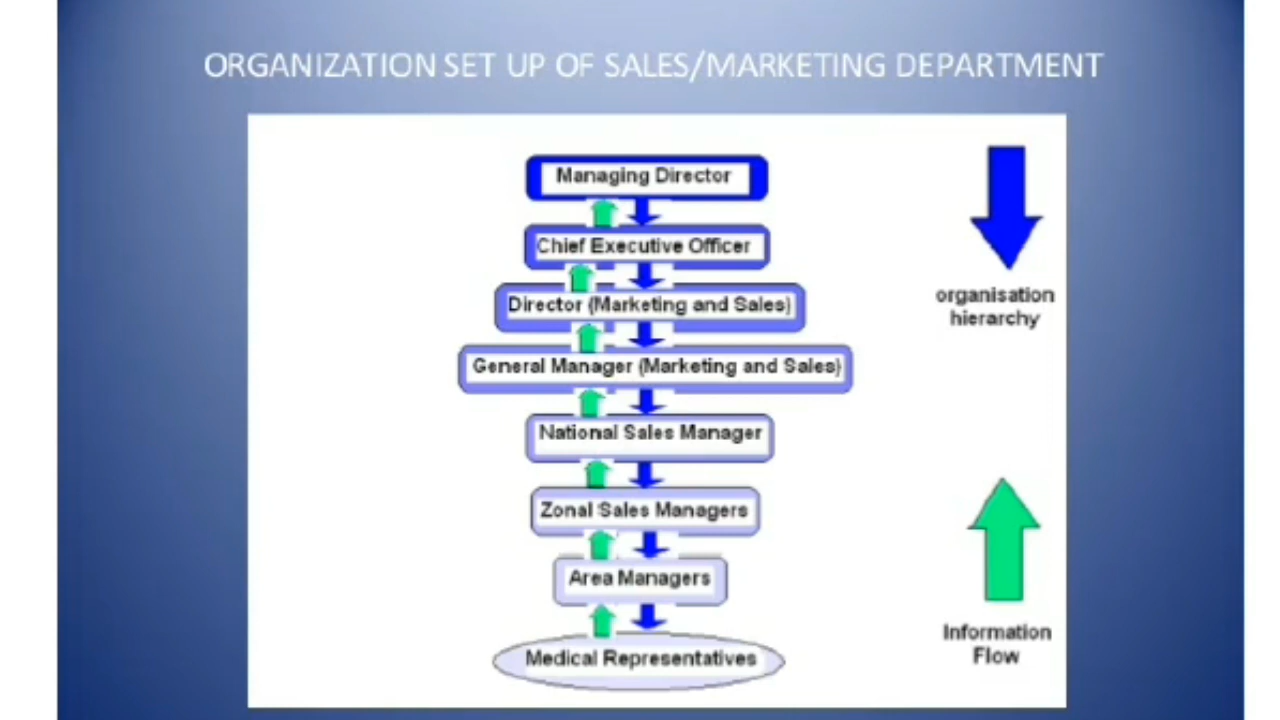 ORGANIZATION SET UP OF SALES/MARKETING DEPARTMENT
Managing Director
Chief Executive Officer
Director (Marketing and Sales)
General Manager (Marketing and Sales)
National Sales Manager
Zonal Sales Managers
Area Managers
Medical Representatives
organisation
hierarchy
Information
Flow